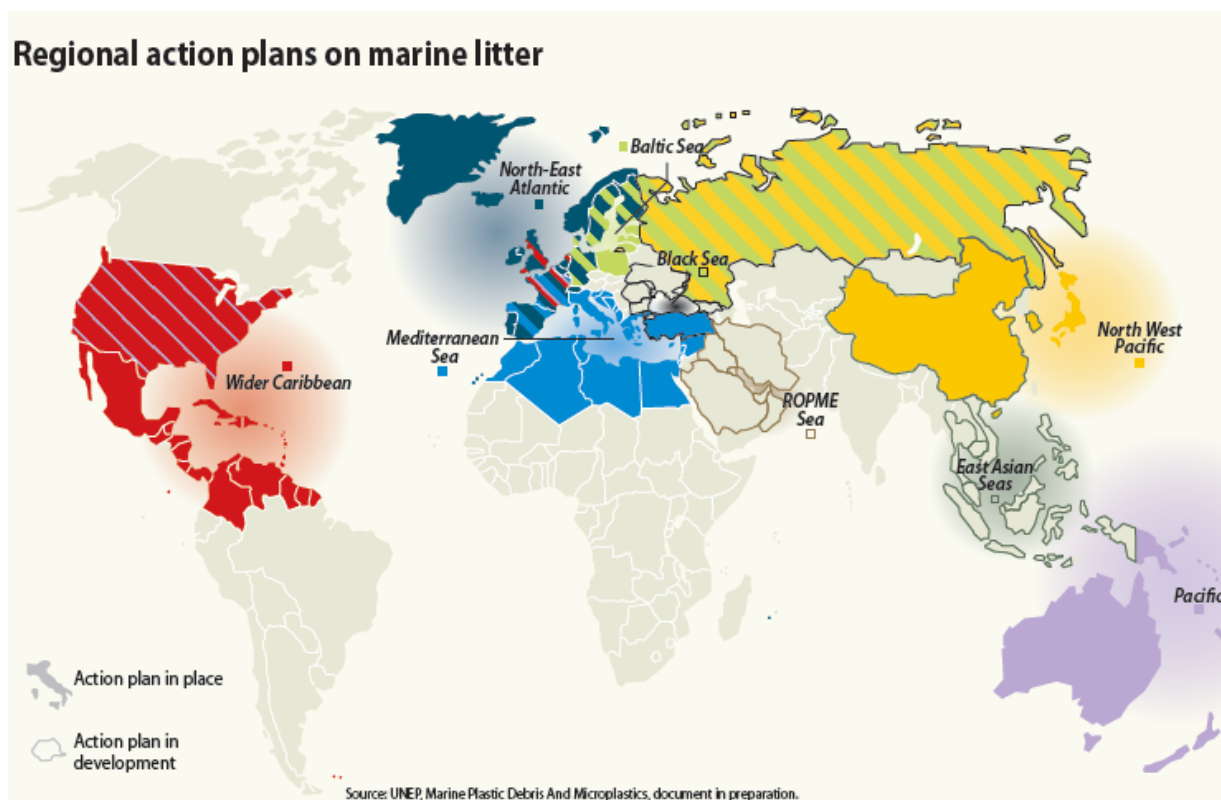 Regional action plans on marine litter
Baltic Sea
North-East
Atlantic
Black Sea
Mediterranean
Sea
North West
Pacific
Wider Caribbean
ROPME
Sea
East Asian
Seas
Pacific
Action plan in place
Action plan in
development
Source: UNEP, Marine Plastic Debris And Microplastics, document in preparation.